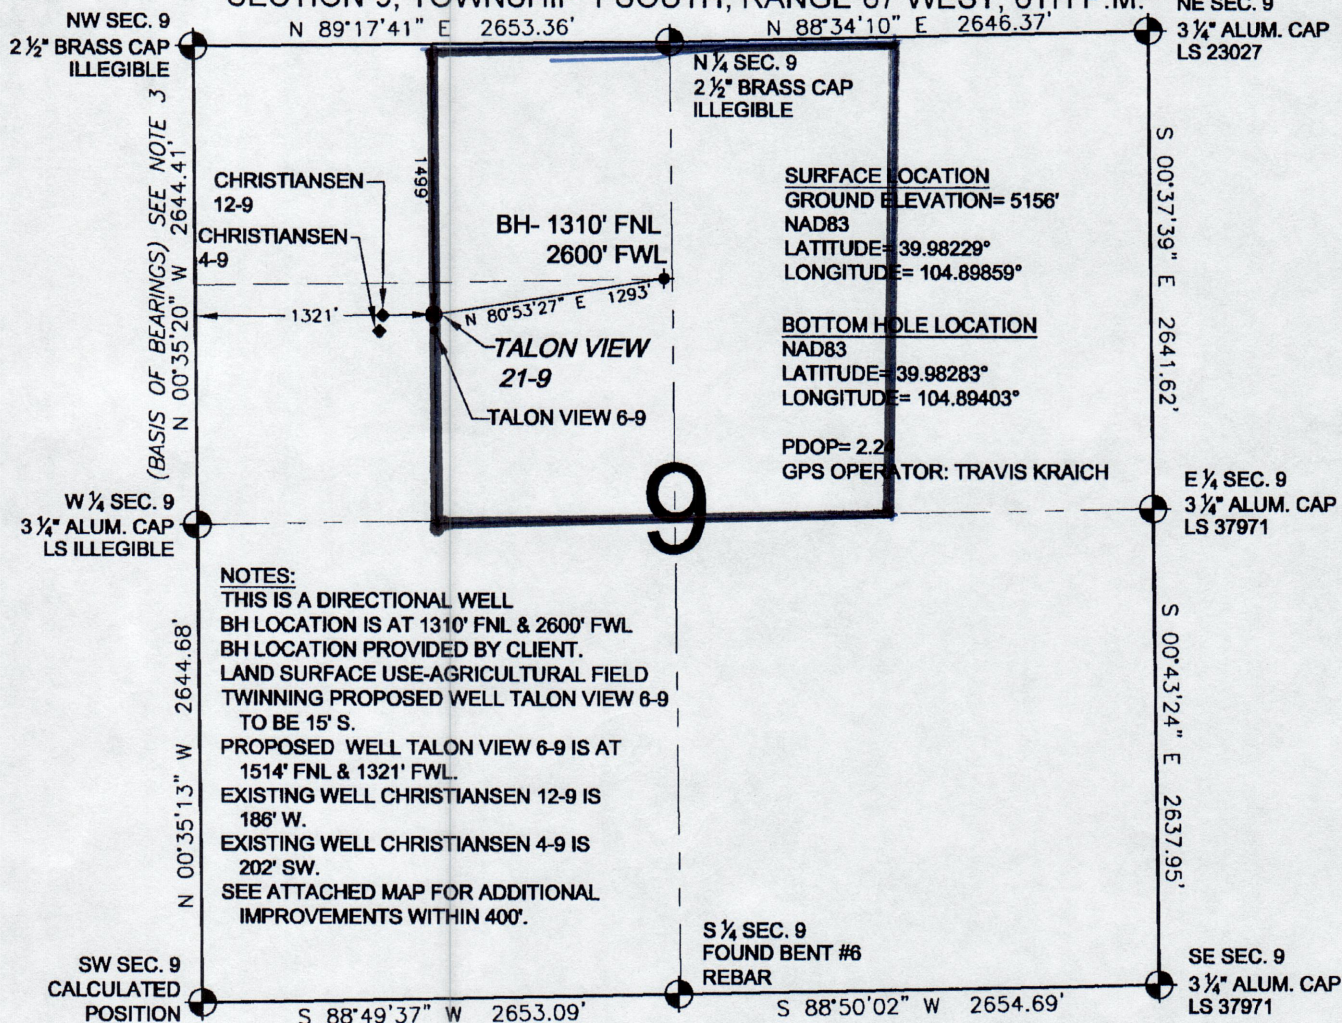 SECTION 9, TOWNSHIP 1 SOUTH, RANGE 67 WEST, 6TH P.M.
NW SEC. 9
2 ½" BRASS CAP
ILLEGIBLE
N 89°17'41" E 2653.36'
N 88°34'10" E 2646.37'
NE SEC. 9
3 ¼" ALUM. CAP
LS 23027
N ¼ SEC. 9
2 ½" BRASS CAP
ILLEGIBLE
(BASIS OF BEARINGS) SEE NOTE 3
N 00°35'20" W 2644.41'
S 00°37'39" E 2641.62'
CHRISTIANSEN
12-9
CHRISTIANSEN
4-9
1499'
BH- 1310' FNL
2600' FWL
1321'
N 80°53'27" E 1293'
TALON VIEW
21-9
TALON VIEW 6-9
SURFACE LOCATION
GROUND ELEVATION= 5156'
NAD83
LATITUDE= 39.98229°
LONGITUDE= 104.89859°
BOTTOM HOLE LOCATION
NAD83
LATITUDE= 39.98283°
LONGITUDE= 104.89403°
PDOP= 2.24
GPS OPERATOR: TRAVIS KRAICH
9
W ¼ SEC. 9
3 ¼" ALUM. CAP
LS ILLEGIBLE
E ¼ SEC. 9
3 ¼" ALUM. CAP
LS 37971
NOTES:
THIS IS A DIRECTIONAL WELL
BH LOCATION IS AT 1310' FNL & 2600' FWL
BH LOCATION PROVIDED BY CLIENT.
LAND SURFACE USE-AGRICULTURAL FIELD
TWINNING PROPOSED WELL TALON VIEW 6-9
TO BE 15' S.
PROPOSED WELL TALON VIEW 6-9 IS AT
1514' FNL & 1321' FWL.
EXISTING WELL CHRISTIANSEN 12-9 IS
186' W.
EXISTING WELL CHRISTIANSEN 4-9 IS
202' SW.
SEE ATTACHED MAP FOR ADDITIONAL
IMPROVEMENTS WITHIN 400'.
N 00°35'13" W 2644.68'
S 00°43'24" E 2637.95'
SW SEC. 9
CALCULATED
POSITION
S ¼ SEC. 9
FOUND BENT #6
REBAR
SE SEC. 9
3 ¼" ALUM. CAP
LS 37971
S 88°49'37" W 2653.09'
S 88°50'02" W 2654.69'